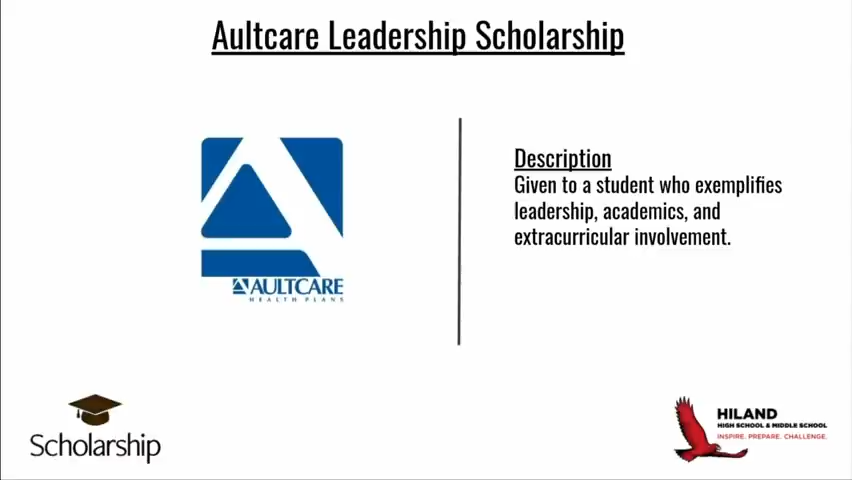 Aultcare Leadership Scholarship
AULTCARE
HEALTH PLANS
Description
Given to a student who exemplifies
leadership, academics, and
extracurricular involvement.
Scholarship
HILAND
HIGH SCHOOL & MIDDLE SCHOOL
INSPIRE. PREPARE. CHALLENGE.